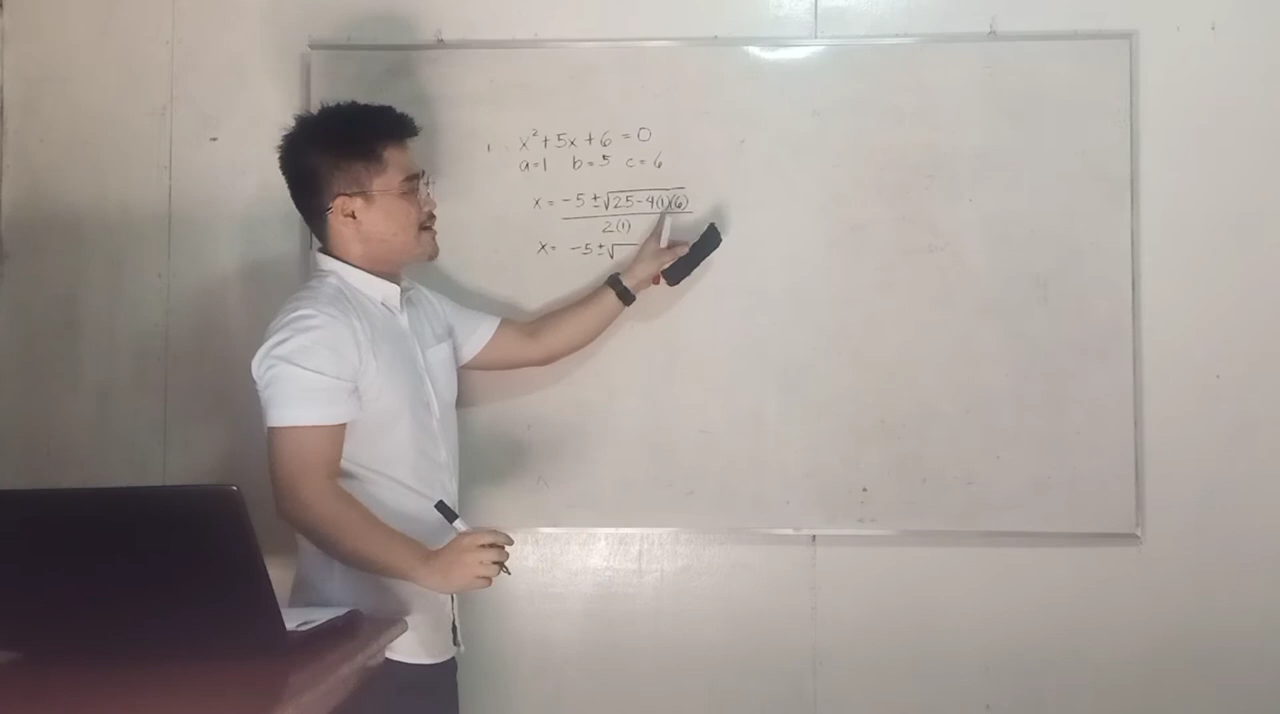 1. x² + 5x + 6 = 0
a=1 b=5 c=6
x = -5 ± √25-4(1)(6)
2(1)
x = -5 ± √